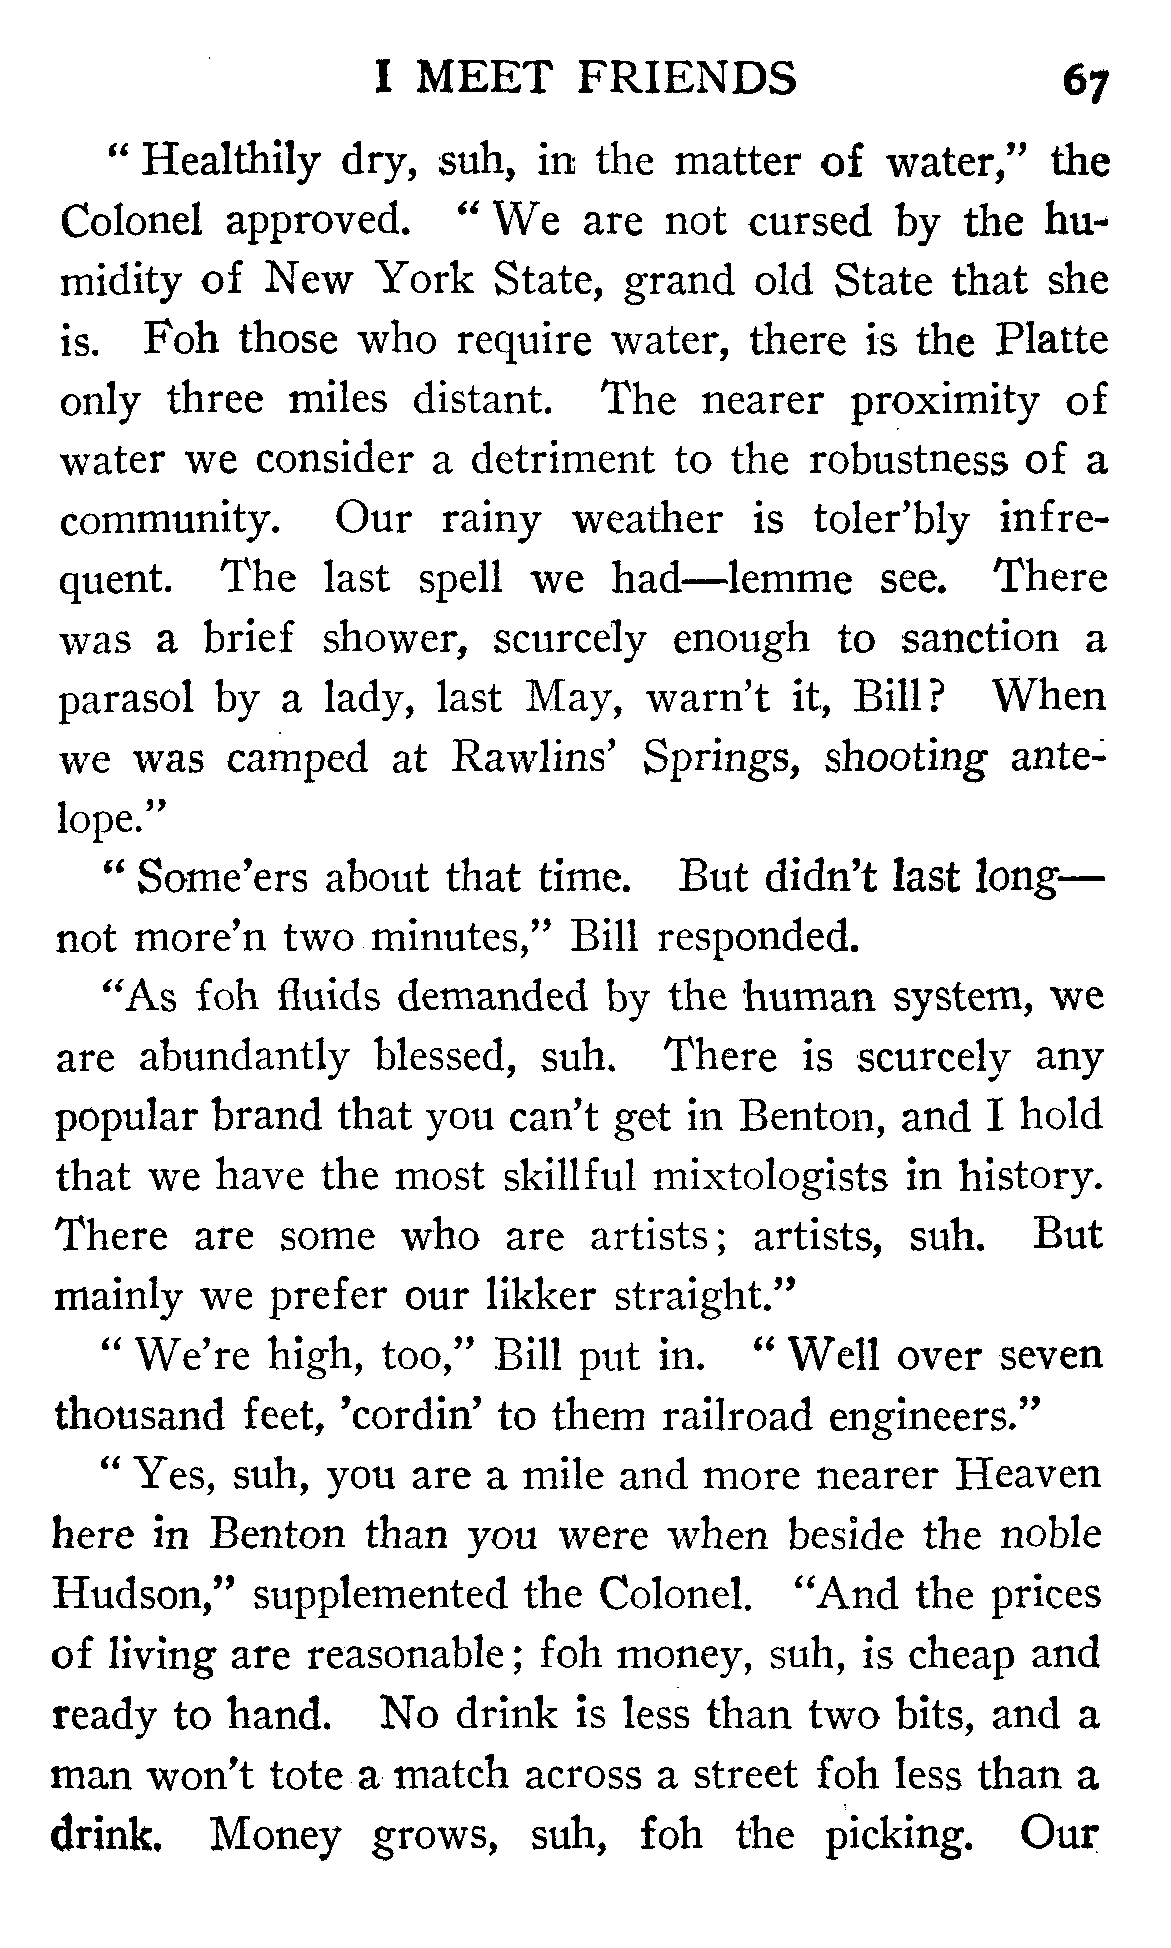 I MEET FRIENDS 67
“ Healthily dry, suh, in the matter of water,” the
Colonel approved. “ We are not cursed by the hu-
midity of New York State, grand old State that she
is. Foh those who require water, there is the Platte
only three miles distant. The nearer proximity of
water we consider a detriment to the robustness of a
community. Our rainy weather is toler’bly infre-
quent. The last spell we had—lemme see. There
was a brief shower, scurcely enough to sanction a
parasol by a lady, last May, warn’t it, Bill? When
we was camped at Rawlins’ Springs, shooting ante-
lope.”
“ Some’ers about that time. But didn’t last long—
not more’n two minutes,” Bill responded.
“As foh fluids demanded by the human system, we
are abundantly blessed, suh. There is scurcely any
popular brand that you can’t get in Benton, and I hold
that we have the most skillful mixtologists in history.
There are some who are artists; artists, suh. But
mainly we prefer our likker straight.”
“ We’re high, too,” Bill put in. “ Well over seven
thousand feet, ’cordin’ to them railroad engineers.”
“ Yes, suh, you are a mile and more nearer Heaven
here in Benton than you were when beside the noble
Hudson,” supplemented the Colonel. “And the prices
of living are reasonable; foh money, suh, is cheap and
ready to hand. No drink is less than two bits, and a
man won’t tote a match across a street foh less than a
drink. Money grows, suh, foh the picking. Our